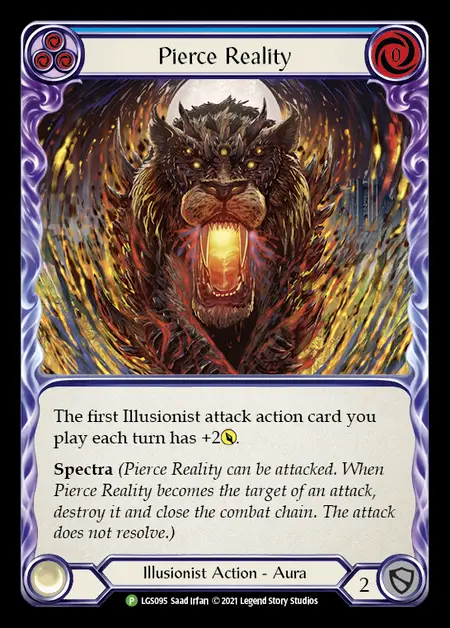 Pierce Reality
0
The first Illusionist attack action card you
play each turn has +2.
Spectra (Pierce Reality can be attacked. When
Pierce Reality becomes the target of an attack,
destroy it and close the combat chain. The attack
does not resolve.)
Illusionist Action - Aura
2
P LGS095 Saad Irfan © 2021 Legend Story Studios